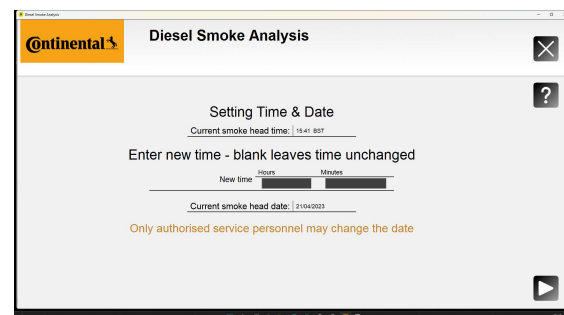 Diesel Smoke Analysis
Continental
Diesel Smoke Analysis
?
Setting Time & Date
Current smoke head time: 15:41 BST
Enter new time - blank leaves time unchanged
Hours Minutes
New time
Current smoke head date: 21/04/2023
Only authorised service personnel may change the date